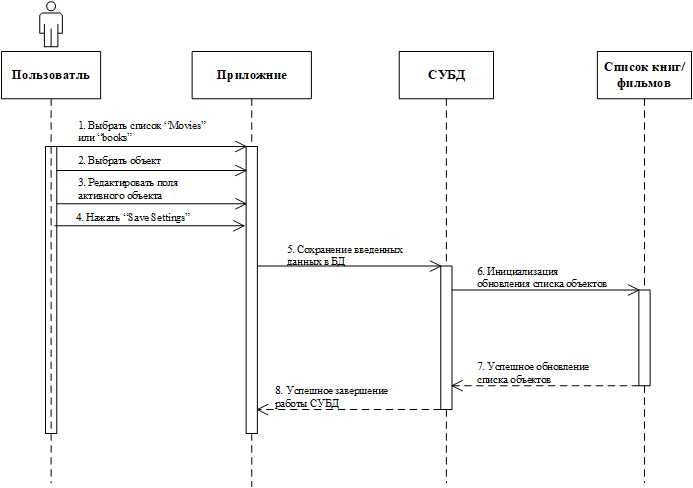 Пользоватль
Приложние
СУБД
Список книг/
фильмов
1. Выбрать список “Movies”
или “books”
2. Выбрать объект
3. Редактировать поля
активного объекта
4. Нажать “Save Settings”
5. Сохранение введенных
данных в БД
6. Инициализация
обновления списка объектов
7. Успешное обновление
списка объектов
8. Успешное завершение
работы СУБД